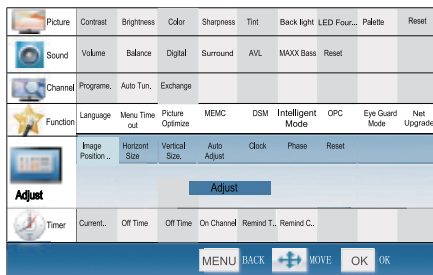 Picture Contrast Brightness Color Sharpness Tint Back light LED Four... Palette Reset
Sound Volume Balance Digital Surround AVL MAXX Bass Reset
Channel Programe. Auto Tun. Exchange
Function Language Menu Time out Picture Optimize MEMC DSM Intelligent Mode OPC Eye Guard Mode Net Upgrade
Adjust Image Position .. Horizont Size Vertical Size. Auto Adjust Clock Phase Reset
Adjust
Timer Current.. Off Time Off Time On Channel Remind T.. Remind C..
MENU BACK MOVE OK OK